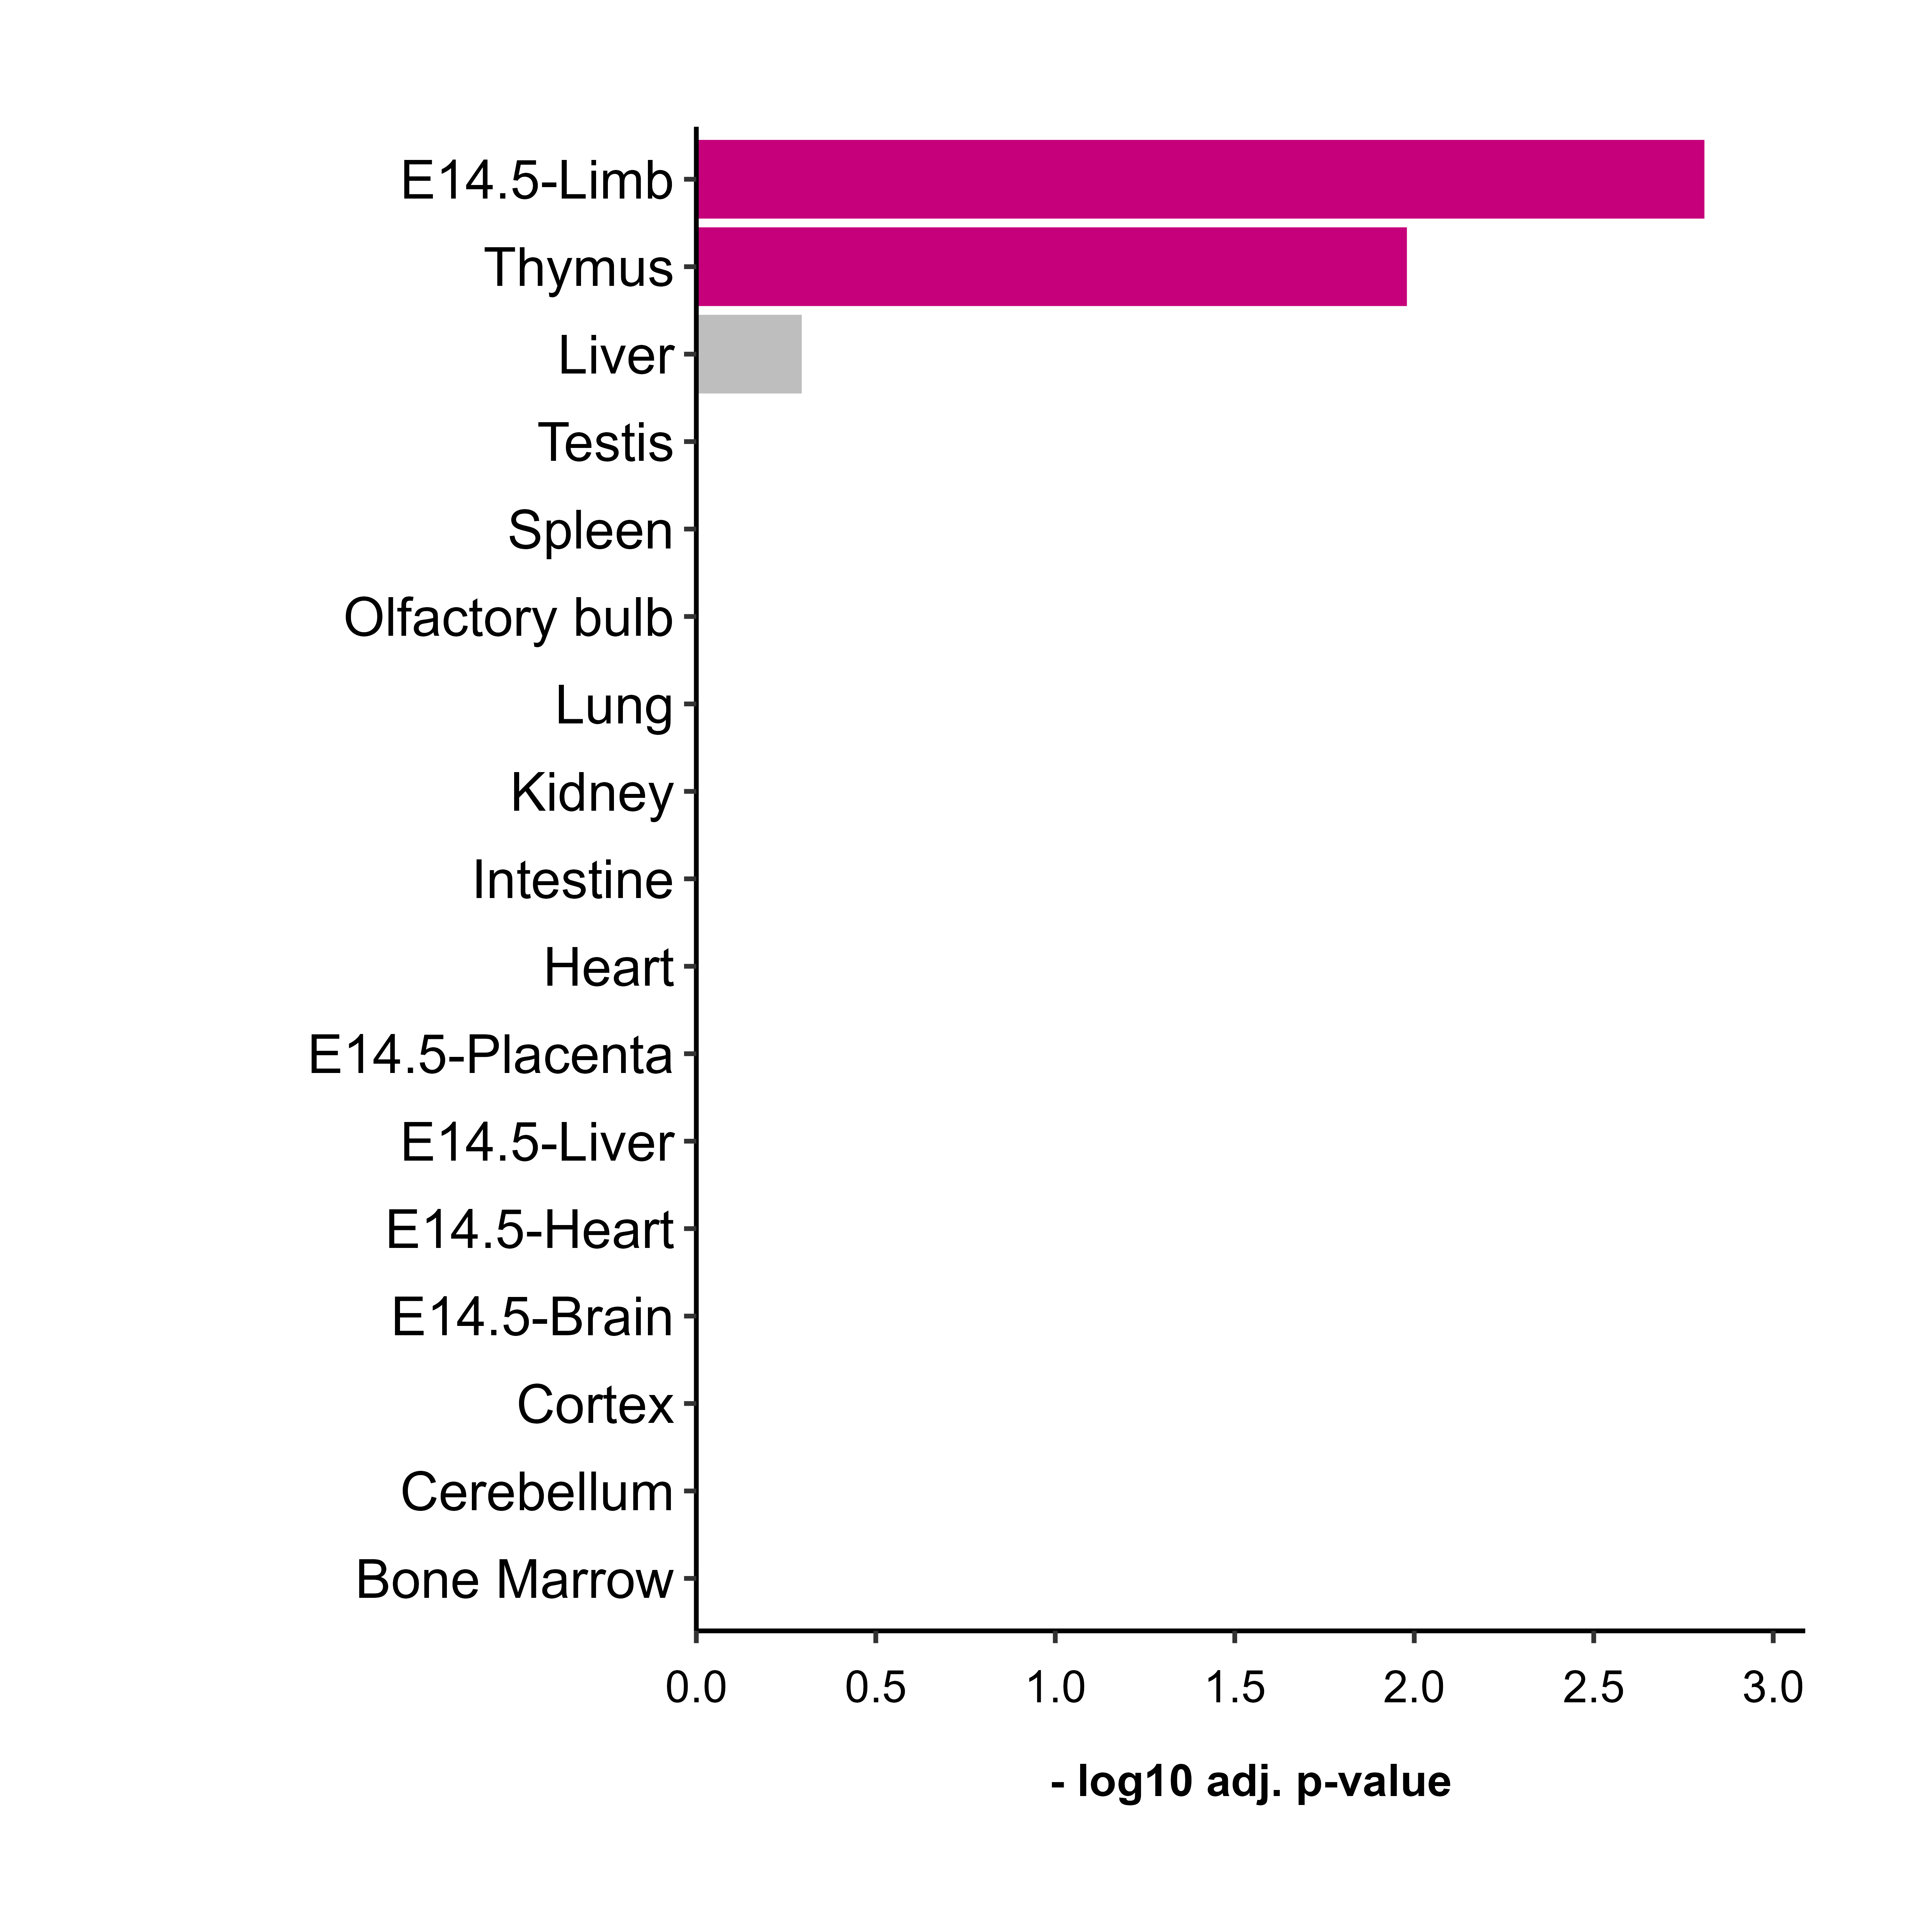 E14.5-Limb
Thymus
Liver
Testis
Spleen
Olfactory bulb
Lung
Kidney
Intestine
Heart
E14.5-Placenta
E14.5-Liver
E14.5-Heart
E14.5-Brain
Cortex
Cerebellum
Bone Marrow
0.0 0.5 1.0 1.5 2.0 2.5 3.0
- log10 adj. p-value